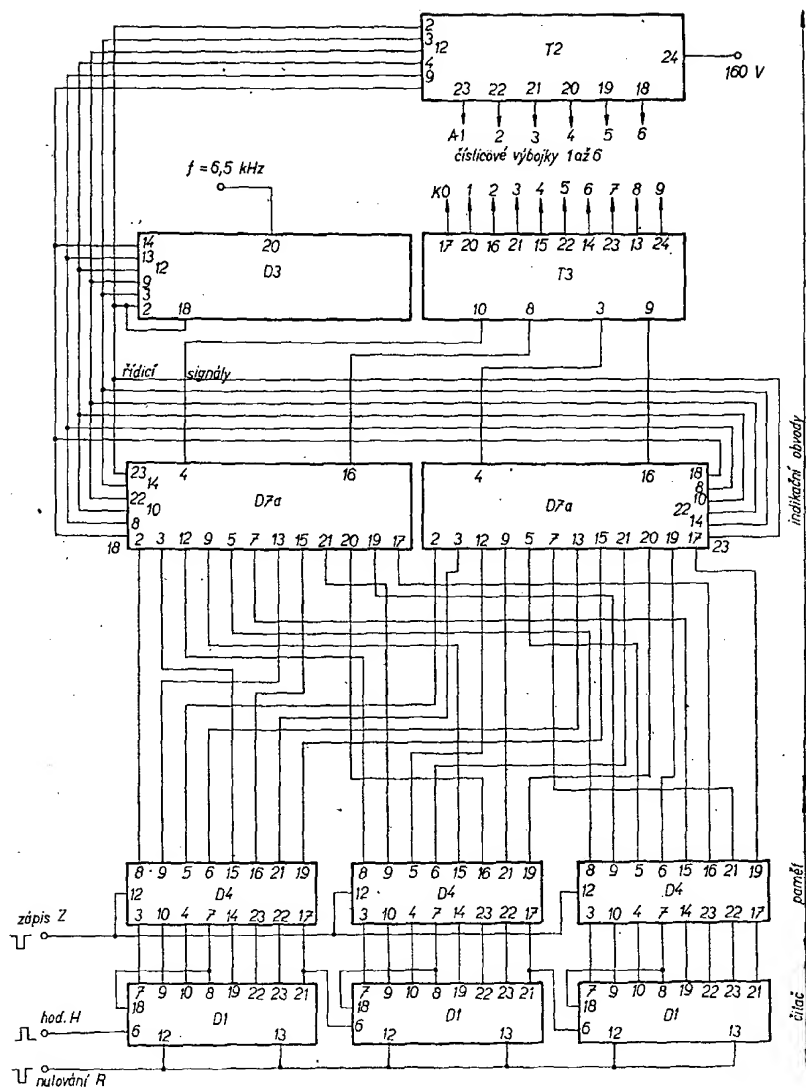 2
3
12
4
9
T2
24
160 V
23 22 21 20 19 18
A1 2 3 4 5 6
číslicové výbojky 1 až 6
f = 6,5 kHz
K0 1 2 3 4 5 6 7 8 9
17 20 16 21 15 22 14 23 13 24
20
14
13
12
9
3
2
D3
18
T3
10 8 3 9
řídicí signály
indikační obvody
23
14
22
10
8
18
4 16
D7a
2 3 12 9 5 7 13 15 21 20 19 17
4 16
D7a
18
8
10
22
14
23
2 3 12 9 5 7 13 15 21 20 19 17
paměť
8 9 5 6 15 16 21 19
12 D4
3 10 4 7 14 23 22 17
8 9 5 6 15 16 21 19
12 D4
3 10 4 7 14 23 22 17
8 9 5 6 15 16 21 19
12 D4
3 10 4 7 14 23 22 17
zápis Z
čítač
7 9 10 8 19 22 23 21
18
6 D1
12 13
7 9 10 8 19 22 23 21
18
6 D1
12 13
7 9 10 8 19 22 23 21
18
6 D1
12 13
hod. H
nulování R